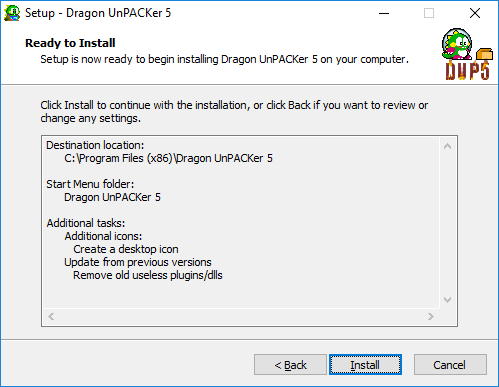 Setup - Dragon UnPACKer 5
Ready to Install
Setup is now ready to begin installing Dragon UnPACKer 5 on your computer.
DUP5
Click Install to continue with the installation, or click Back if you want to review or
change any settings.
Destination location:
C:\Program Files (x86)\Dragon UnPACKer 5
Start Menu folder:
Dragon UnPACKer 5
Additional tasks:
Additional icons:
Create a desktop icon
Update from previous versions
Remove old useless plugins/dlls
< Back
Install
Cancel